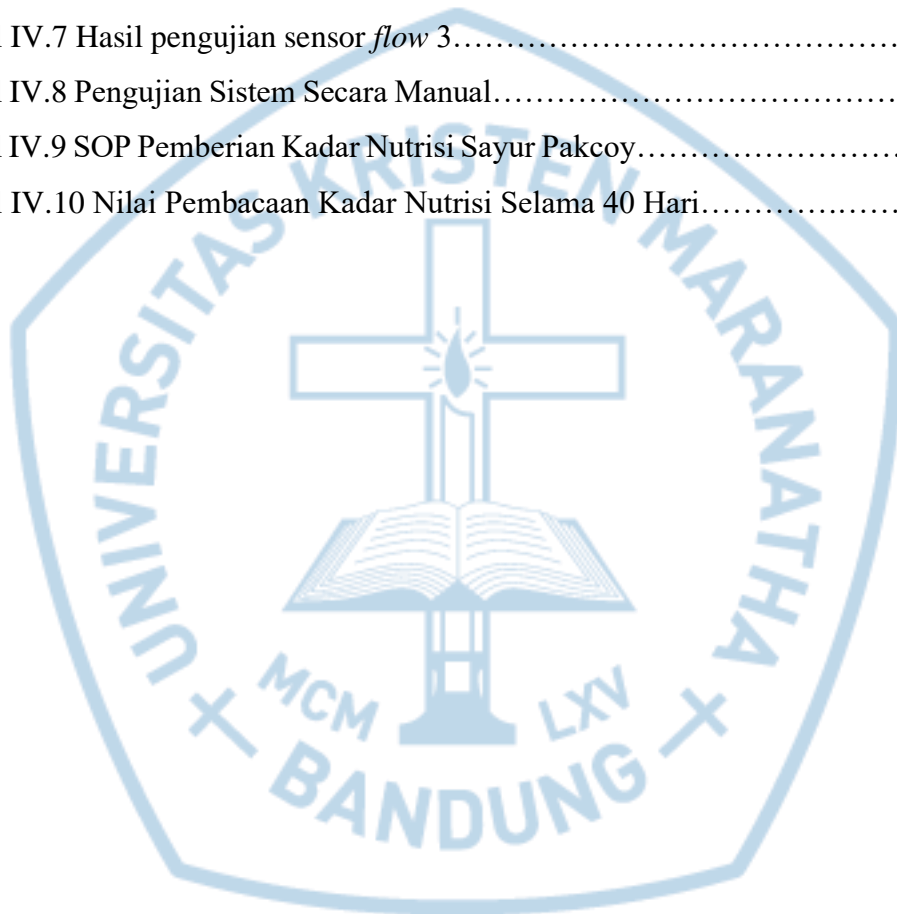 IV.7 Hasil pengujian sensor flow 3……………………………………
IV.8 Pengujian Sistem Secara Manual…………………………………
IV.9 SOP Pemberian Kadar Nutrisi Sayur Pakcoy……………………
IV.10 Nilai Pembacaan Kadar Nutrisi Selama 40 Hari………………
UNIVERSITAS KRISTEN MARANATHA
MCM LXV
BANDUNG